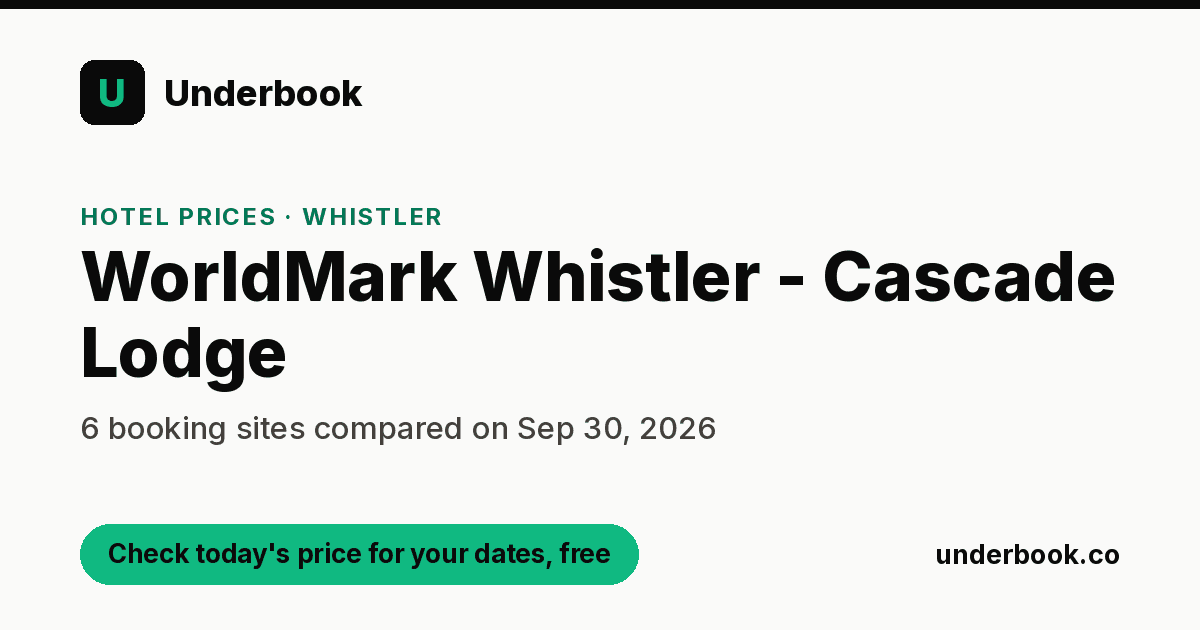 U
Underbook
HOTEL PRICES · WHISTLER
WorldMark Whistler - Cascade
Lodge
6 booking sites compared on Sep 30, 2026
Check today's price for your dates, free
underbook.co